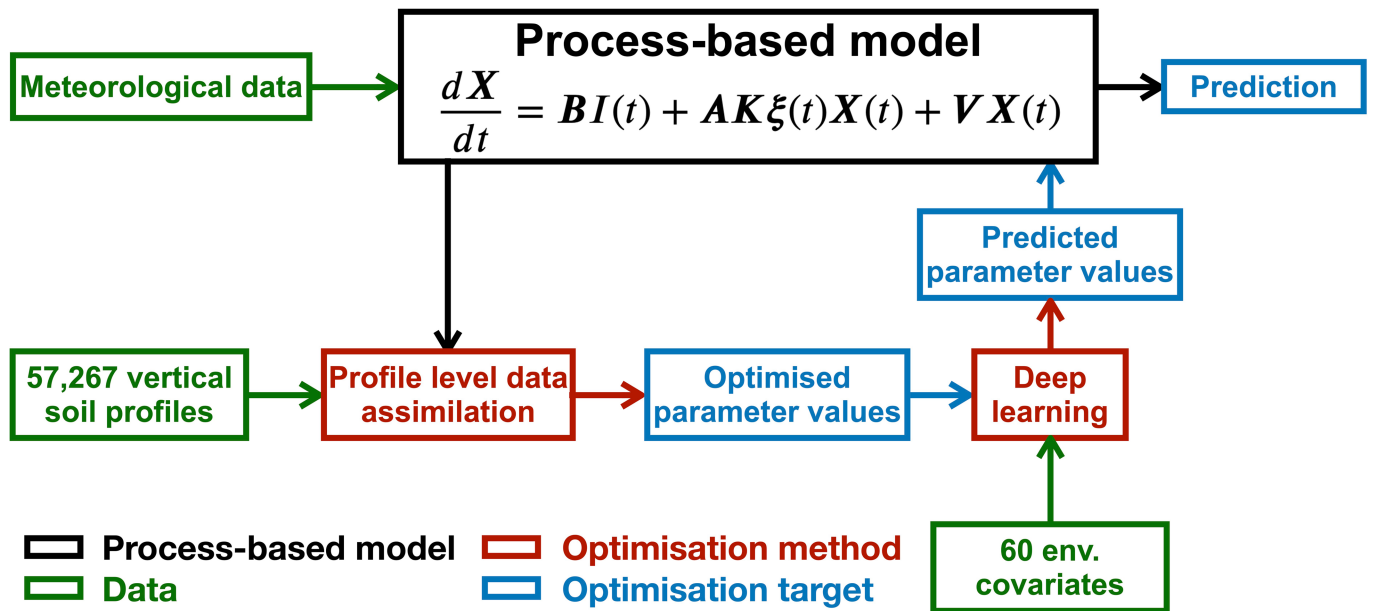 Process-based model
Meteorological data
dX/dt = BI(t) + AKξ(t)X(t) + VX(t)
Prediction
Predicted
parameter values
57,267 vertical
soil profiles
Profile level data
assimilation
Optimised
parameter values
Deep
learning
60 env.
covariates
Process-based model
Optimisation method
Data
Optimisation target